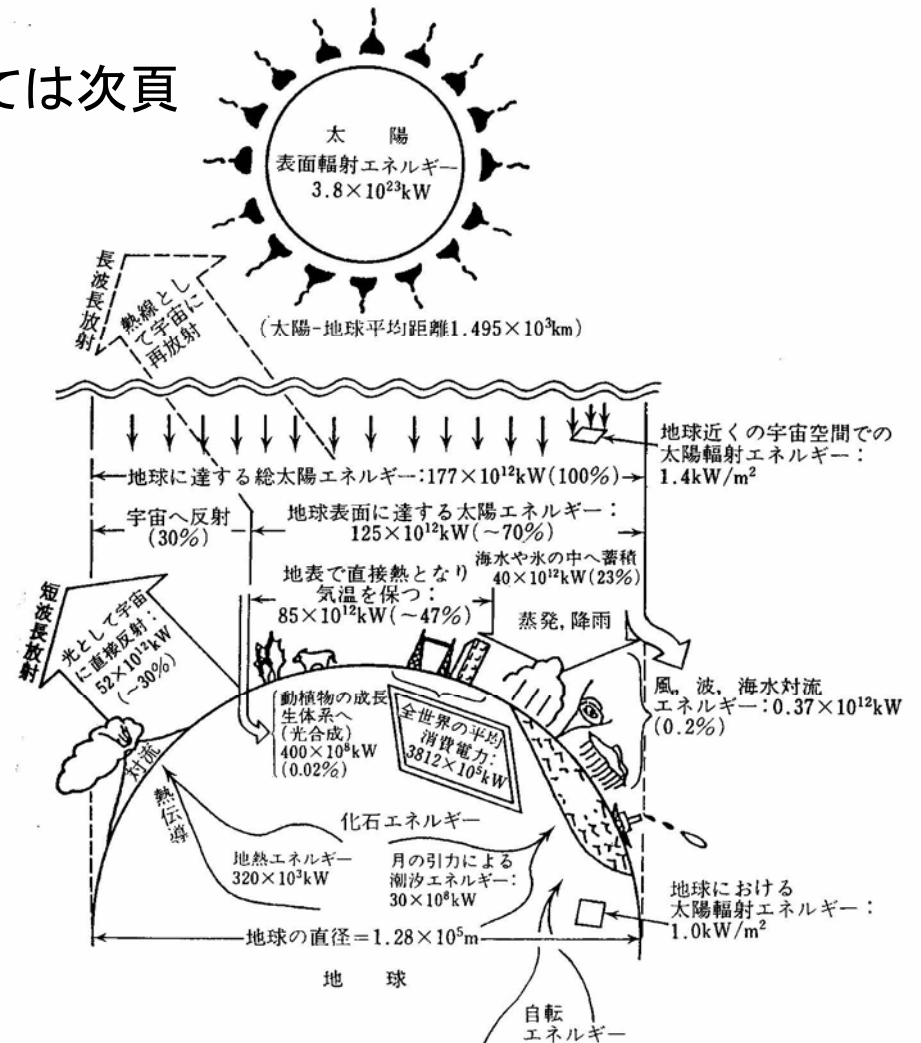 ては次頁
太　陽
表面輻射エネルギー
3.8×10²³kW
長波長放射
熱線とし
て宇宙に
再放射
(太陽-地球平均距離1.495×10³km)
地球近くの宇宙空間での
太陽輻射エネルギー:
1.4kW/m²
地球に達する総太陽エネルギー:177×10¹²kW(100%)
宇宙へ反射
(30%)
地球表面に達する太陽エネルギー:
125×10¹²kW(~70%)
海水や氷の中へ蓄積
40×10¹²kW(23%)
地表で直接熱となり
気温を保つ:
85×10¹²kW(~47%)
蒸発,降雨
短波長放射
光として宇宙
に直接反射:
52×10¹²kW
(~30%)
風,波,海水対流
エネルギー:0.37×10¹²kW
(0.2%)
動植物の成長
生体系へ
(光合成)
400×10⁸kW
(0.02%)
全世界の平均
消費電力:
3812×10⁵kW
対流
熱伝導
化石エネルギー
地熱エネルギー
320×10³kW
月の引力による
潮汐エネルギー:
30×10⁸kW
地球における
太陽輻射エネルギー:
1.0kW/m²
地球の直径=1.28×10⁵m
地　球
自転
エネルギー